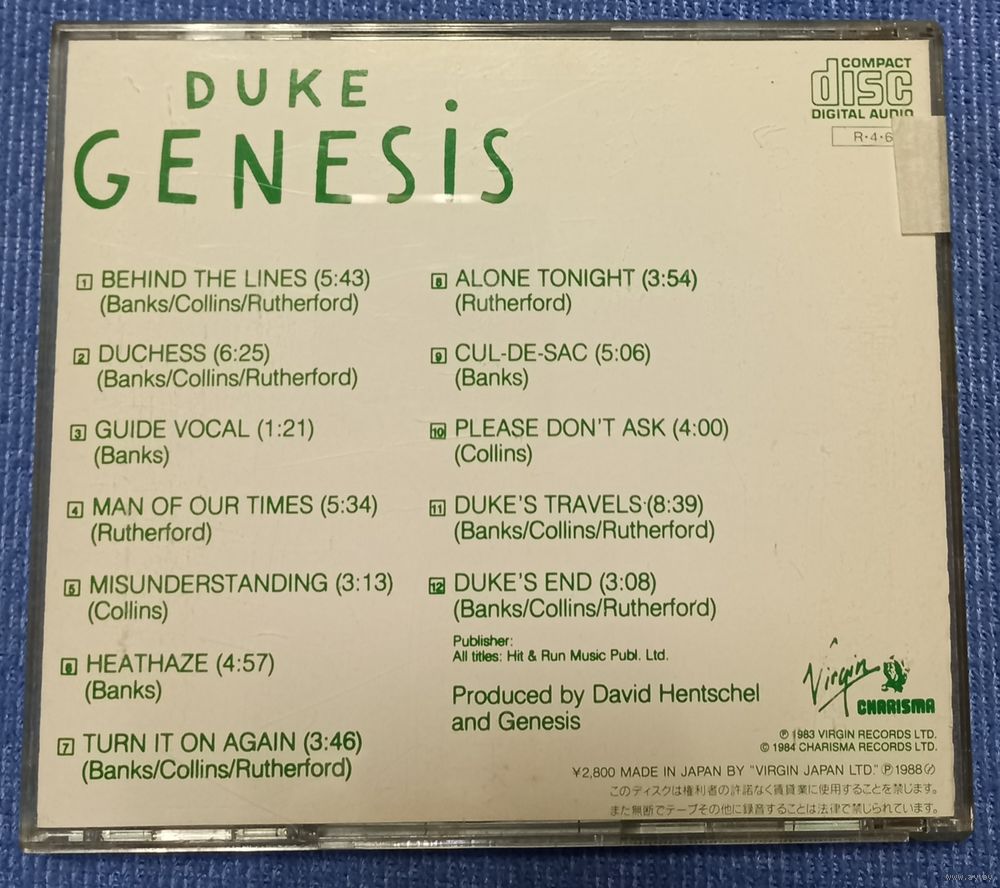 DUKE
GENESIS
COMPACT
disc
DIGITAL AUDIO
R・4・6
1 BEHIND THE LINES (5:43)
(Banks/Collins/Rutherford)
2 DUCHESS (6:25)
(Banks/Collins/Rutherford)
3 GUIDE VOCAL (1:21)
(Banks)
4 MAN OF OUR TIMES (5:34)
(Rutherford)
5 MISUNDERSTANDING (3:13)
(Collins)
6 HEATHAZE (4:57)
(Banks)
7 TURN IT ON AGAIN (3:46)
(Banks/Collins/Rutherford)
8 ALONE TONIGHT (3:54)
(Rutherford)
9 CUL-DE-SAC (5:06)
(Banks)
10 PLEASE DON'T ASK (4:00)
(Collins)
11 DUKE'S TRAVELS (8:39)
(Banks/Collins/Rutherford)
12 DUKE'S END (3:08)
(Banks/Collins/Rutherford)
Publisher:
All titles: Hit & Run Music Publ. Ltd.
Produced by David Hentschel
and Genesis
Virgin
CHARISMA
℗ 1983 VIRGIN RECORDS LTD.
© 1984 CHARISMA RECORDS LTD.
¥2,800 MADE IN JAPAN BY "VIRGIN JAPAN LTD." ℗1988
このディスクは権利者の許諾なく賃貸業に使用することを禁じます。
また無断でテープその他に録音することは法律で禁じられています。